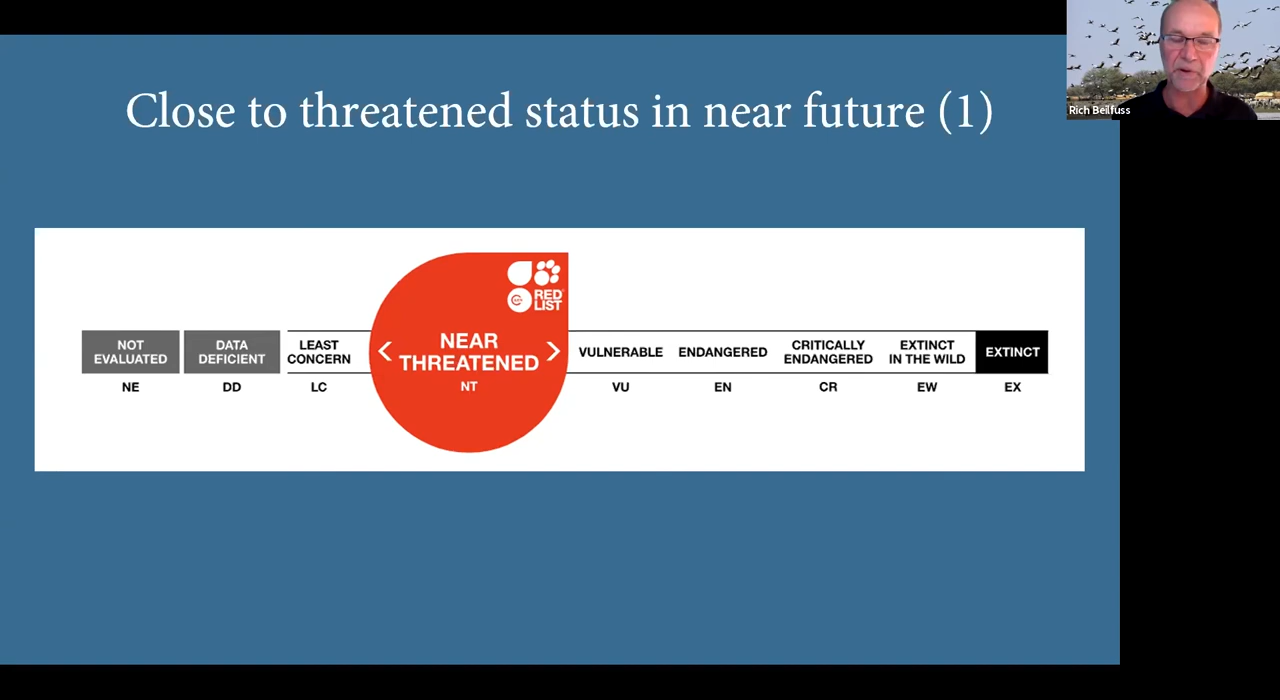 Close to threatened status in near future (1)
Rich Beilfuss
RED
LIST
NOT
EVALUATED
NE
DATA
DEFICIENT
DD
LEAST
CONCERN
LC
NEAR
THREATENED
NT
VULNERABLE
VU
ENDANGERED
EN
CRITICALLY
ENDANGERED
CR
EXTINCT
IN THE WILD
EW
EXTINCT
EX